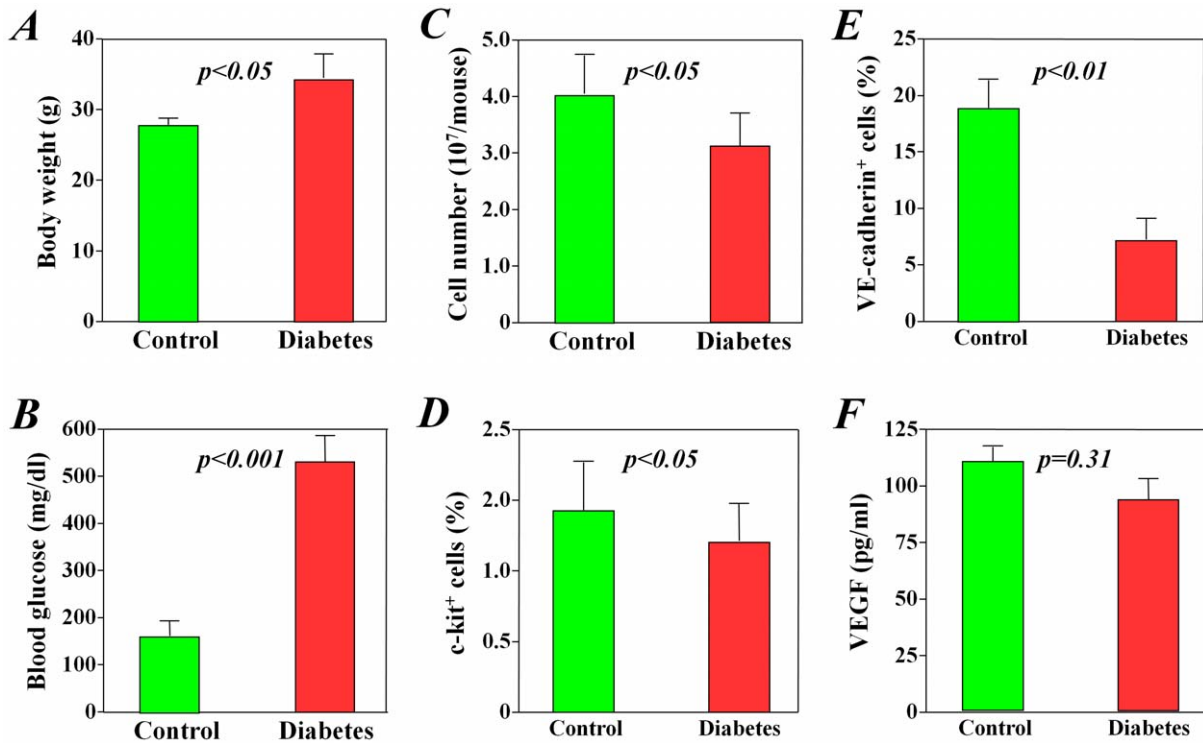 A
Body weight (g)
40
30
20
10
0
p<0.05
Control Diabetes
B
Blood glucose (mg/dl)
600
500
400
300
200
100
0
p<0.001
Control Diabetes
C
Cell number (10⁷/mouse)
5.0
4.0
3.0
2.0
1.0
0
p<0.05
Control Diabetes
D
c-kit⁺ cells (%)
2.5
2.0
1.0
0.5
0
p<0.05
Control Diabetes
E
VE-cadherin⁺ cells (%)
25
20
15
10
5
0
p<0.01
Control Diabetes
F
VEGF (pg/ml)
125
100
75
50
25
0
p=0.31
Control Diabetes